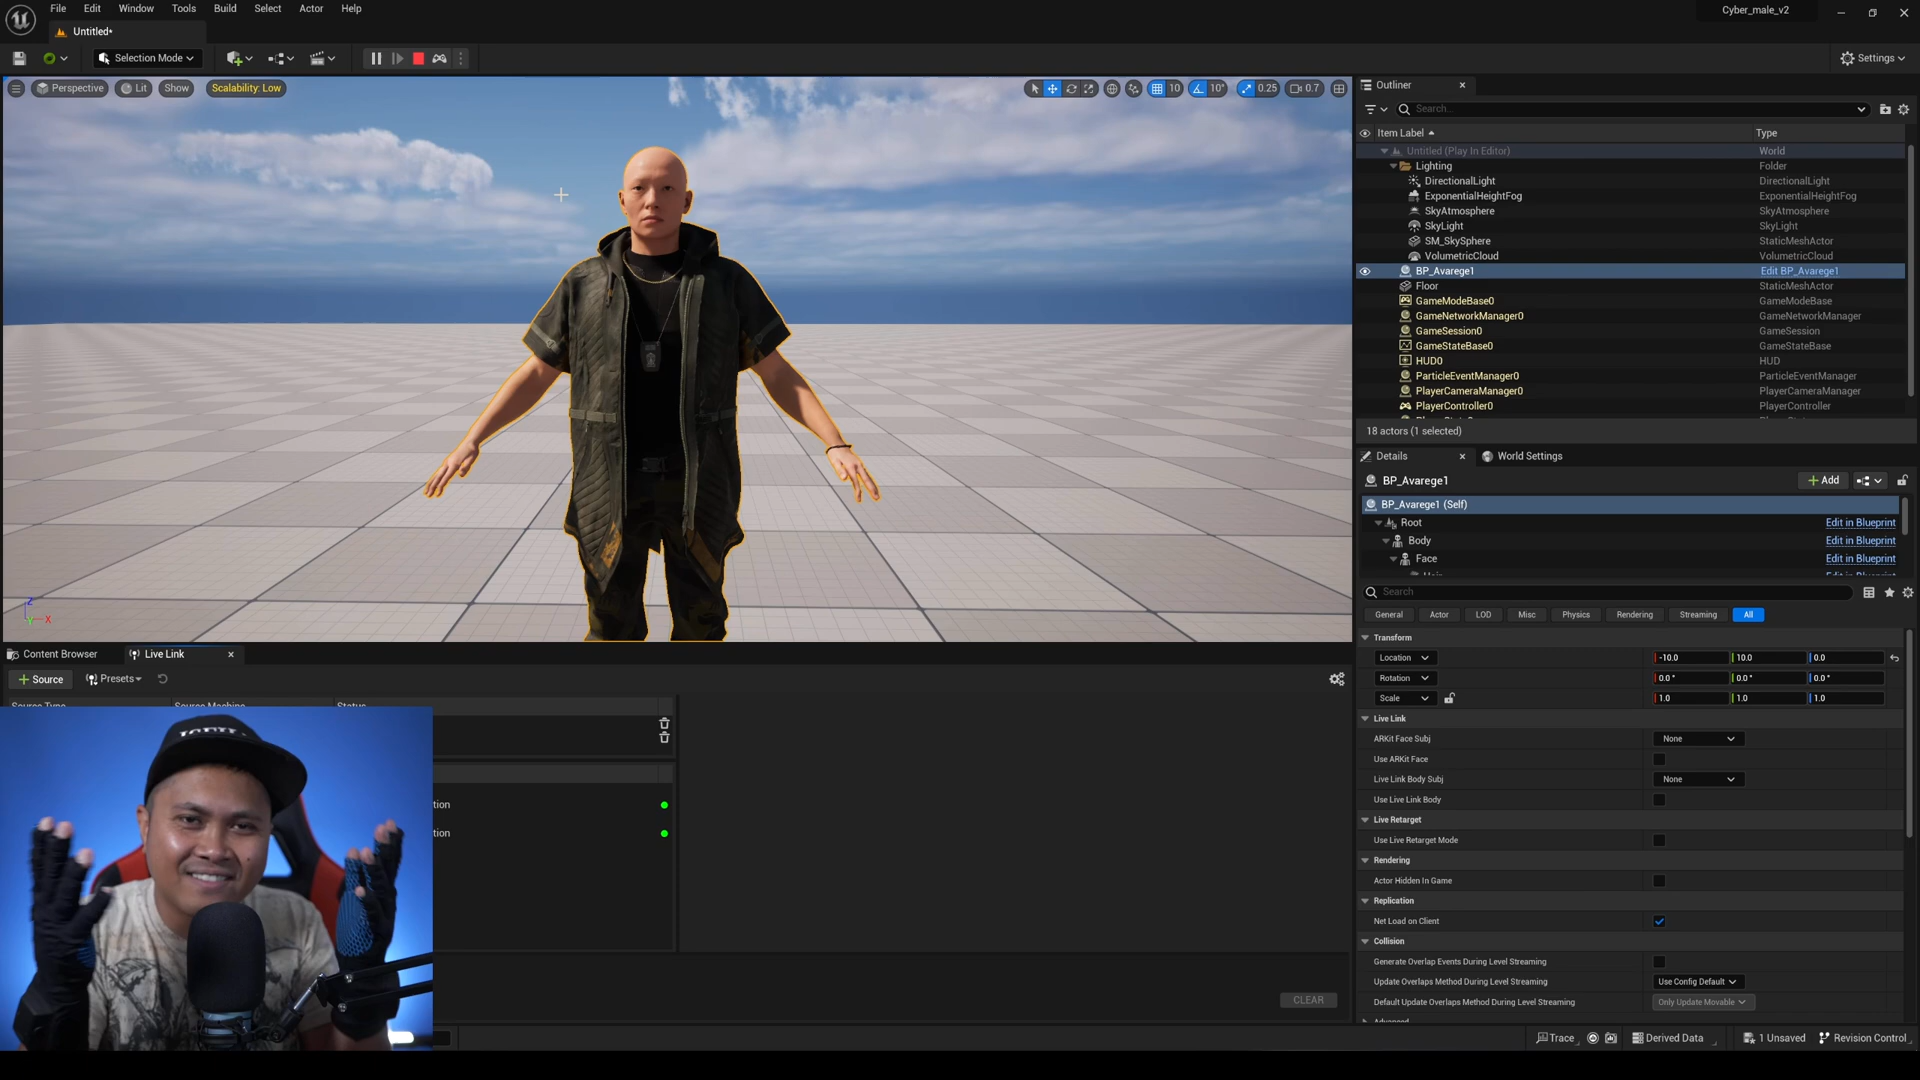 File Edit Window Tools Build Select Actor Help
Cyber_male_v2
Untitled*
Selection Mode
Settings
Perspective Lit Show Scalability: Low
10 10° 0.25 0.7
Outliner
Search...
Item Label Type
Untitled (Play In Editor) World
Lighting Folder
DirectionalLight DirectionalLight
ExponentialHeightFog ExponentialHeightFog
SkyAtmosphere SkyAtmosphere
SkyLight SkyLight
SM_SkySphere StaticMeshActor
VolumetricCloud VolumetricCloud
BP_Avarege1 Edit BP_Avarege1
Floor StaticMeshActor
GameModeBase0 GameModeBase
GameNetworkManager0 GameNetworkManager
GameSession0 GameSession
GameStateBase0 GameStateBase
HUD0 HUD
ParticleEventManager0 ParticleEventManager
PlayerCameraManager0 PlayerCameraManager
PlayerController0 PlayerController
18 actors (1 selected)
Details World Settings
BP_Avarege1 + Add
BP_Avarege1 (Self)
Root Edit in Blueprint
Body Edit in Blueprint
Face Edit in Blueprint
Search
General Actor LOD Misc Physics Rendering Streaming All
Transform
Location -10.0 10.0 0.0
Rotation 0.0° 0.0° 0.0°
Scale 1.0 1.0 1.0
Live Link
ARKit Face Subj None
Use ARKit Face
Live Link Body Subj None
Use Live Link Body
Live Retarget
Use Live Retarget Mode
Rendering
Actor Hidden In Game
Replication
Net Load on Client
Collision
Generate Overlap Events During Level Streaming
Update Overlaps Method During Level Streaming Use Config Default
Default Update Overlaps Method During Level Streaming Only Update Movable
Advanced
Z
Y X
Content Browser Live Link
+ Source Presets
Source Type Source Machine Status
tion
tion
CLEAR
Trace Derived Data 1 Unsaved Revision Control